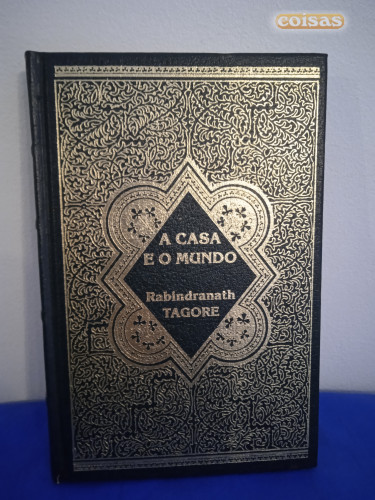 coisas
A CASA
E O MUNDO
Rabindranath
TAGORE